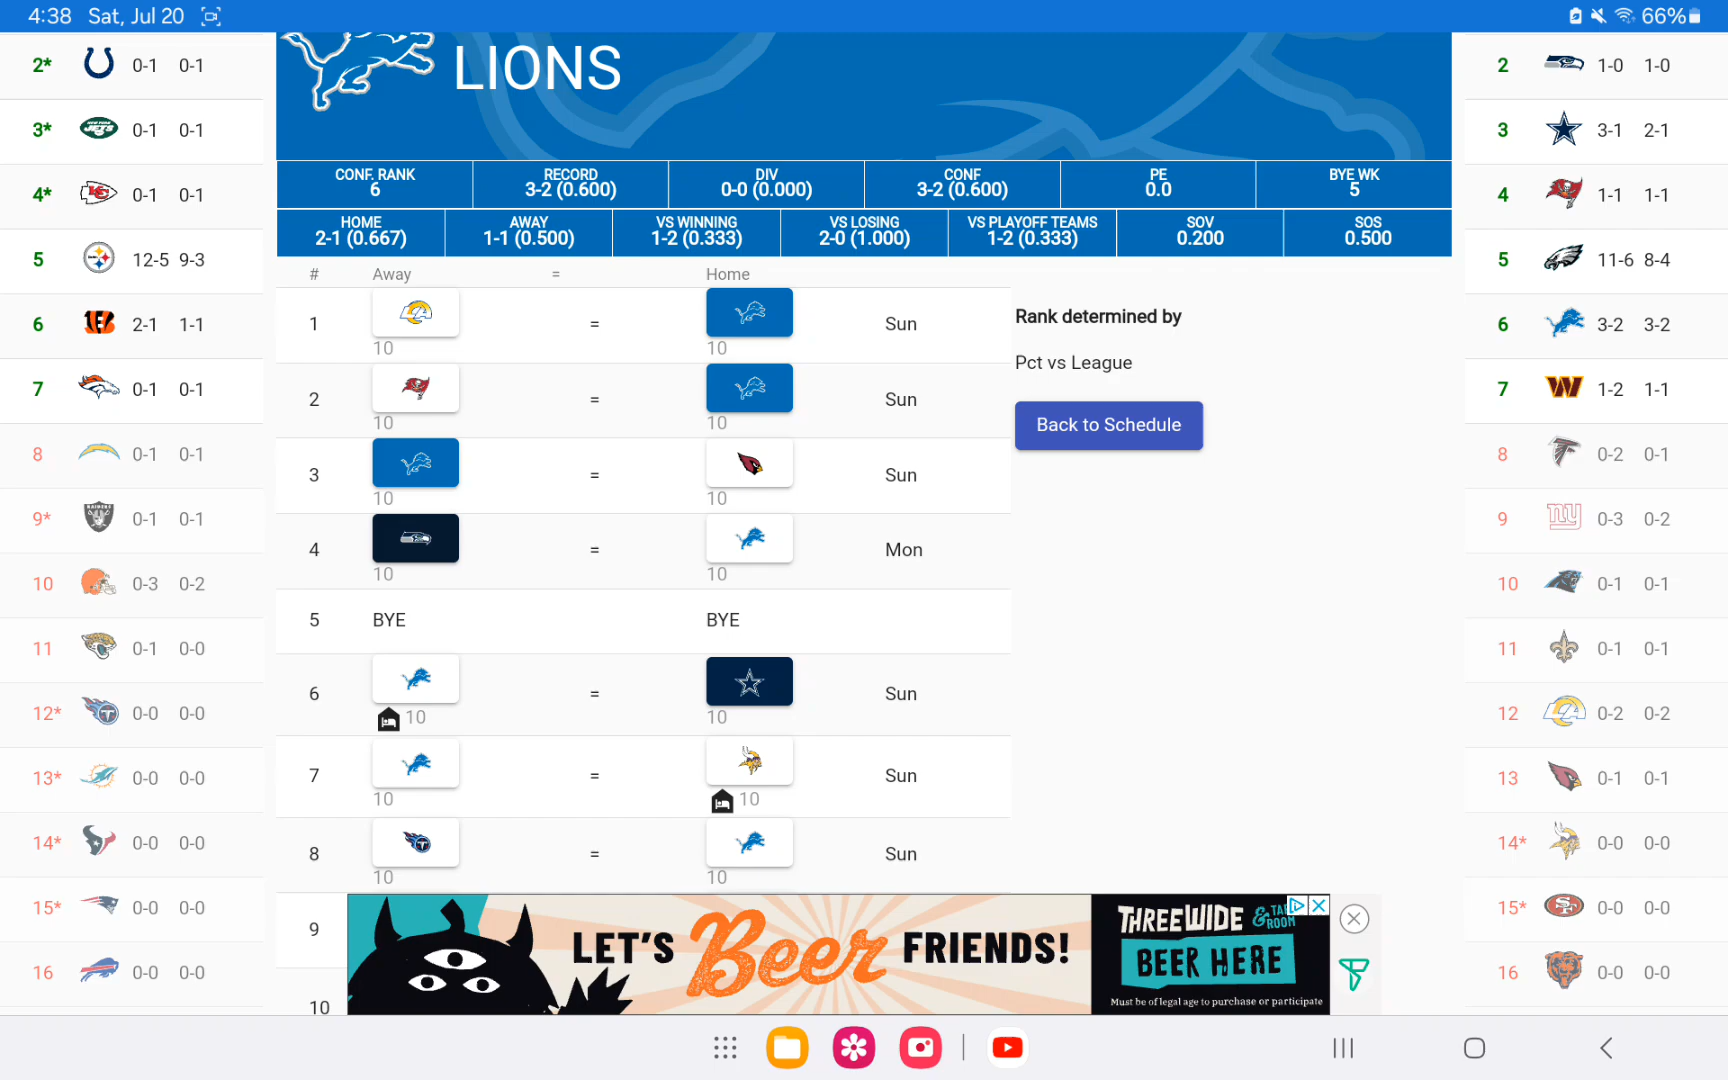 4:38 Sat, Jul 20 66%
2* 0-1 0-1
3* JETS 0-1 0-1
4* KC 0-1 0-1
5 12-5 9-3
6 2-1 1-1
7 0-1 0-1
8 0-1 0-1
9* RAIDERS 0-1 0-1
10 0-3 0-2
11 0-1 0-0
12* 0-0 0-0
13* 0-0 0-0
14* 0-0 0-0
15* 0-0 0-0
16 0-0 0-0
LIONS
CONF. RANK RECORD DIV CONF PE BYE WK
6 3-2 (0.600) 0-0 (0.000) 3-2 (0.600) 0.0 5
HOME AWAY VS WINNING VS LOSING VS PLAYOFF TEAMS SOV SOS
2-1 (0.667) 1-1 (0.500) 1-2 (0.333) 2-0 (1.000) 1-2 (0.333) 0.200 0.500
# Away = Home
1 = Sun
10 10
2 = Sun
10 10
3 = Sun
10 10
4 = Mon
10 10
5 BYE BYE
6 = Sun
10 10
7 = Sun
10 10
8 = Sun
10 10
9
10
Rank determined by
Pct vs League
Back to Schedule
LET'S Beer FRIENDS!
THREEWIDE & TAP ROOM
BEER HERE
Must be of legal age to purchase or participate
2 1-0 1-0
3 3-1 2-1
4 1-1 1-1
5 11-6 8-4
6 3-2 3-2
7 W 1-2 1-1
8 0-2 0-1
9 ny 0-3 0-2
10 0-1 0-1
11 0-1 0-1
12 LA 0-2 0-2
13 0-1 0-1
14* 0-0 0-0
15* SF 0-0 0-0
16 0-0 0-0